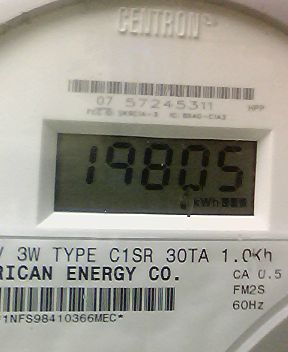 CENTRON
07 57245311 HPP
19805
kWh
V 3W TYPE C1SR 30TA 1.0Kh
RICAN ENERGY CO. CA 0.5
FM2S
60Hz
*1NFS98410366MEC*